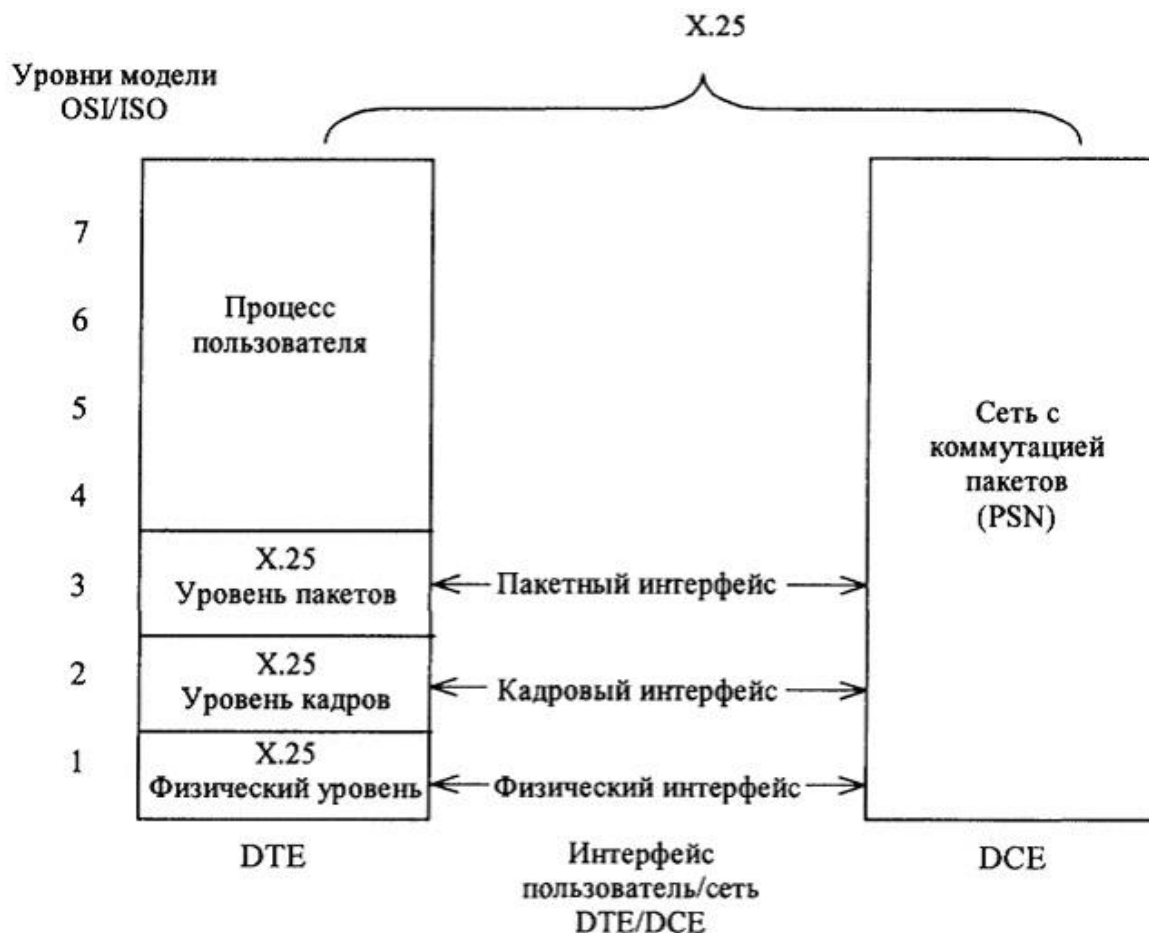 X.25
Уровни модели
OSI/ISO
7
6
5
4
3
2
1
Процесс
пользователя
X.25
Уровень пакетов
X.25
Уровень кадров
X.25
Физический уровень
Пакетный интерфейс
Кадровый интерфейс
Физический интерфейс
Сеть с
коммутацией
пакетов
(PSN)
DTE
Интерфейс
пользователь/сеть
DTE/DCE
DCE